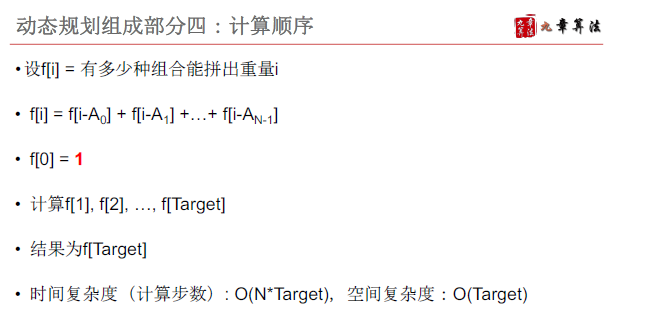 动态规划组成部分四：计算顺序
九章算法
•设f[i] = 有多少种组合能拼出重量i
• f[i] = f[i-A0] + f[i-A1] +…+ f[i-AN-1]
• f[0] = 1
• 计算f[1], f[2], …, f[Target]
• 结果为f[Target]
• 时间复杂度（计算步数）: O(N*Target)，空间复杂度：O(Target)